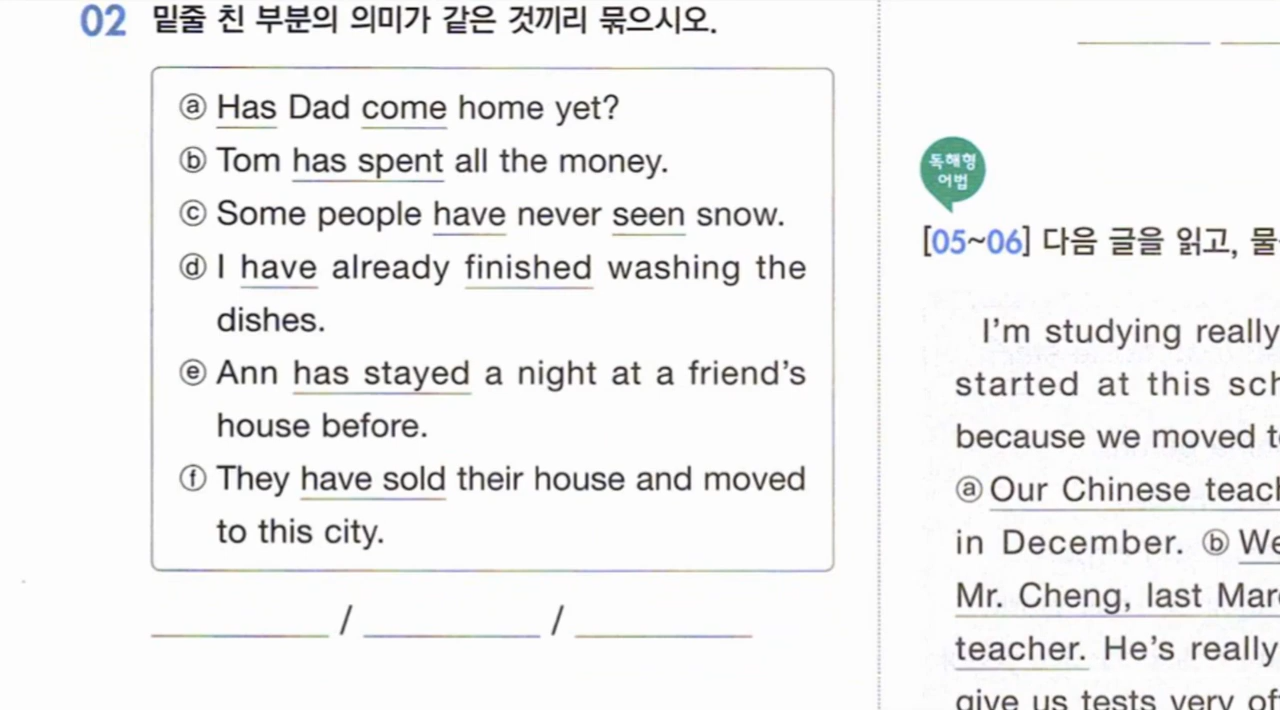 02 밑줄 친 부분의 의미가 같은 것끼리 묶으시오.
ⓐ Has Dad come home yet?
ⓑ Tom has spent all the money.
ⓒ Some people have never seen snow.
ⓓ I have already finished washing the
dishes.
ⓔ Ann has stayed a night at a friend's
house before.
ⓕ They have sold their house and moved
to this city.
/ /
독해형
어법
[05~06] 다음 글을 읽고,
I'm studying really
started at this
because we moved
ⓐ Our Chinese
in December. ⓑ We
Mr. Cheng, last
teacher. He's really
give us tests very